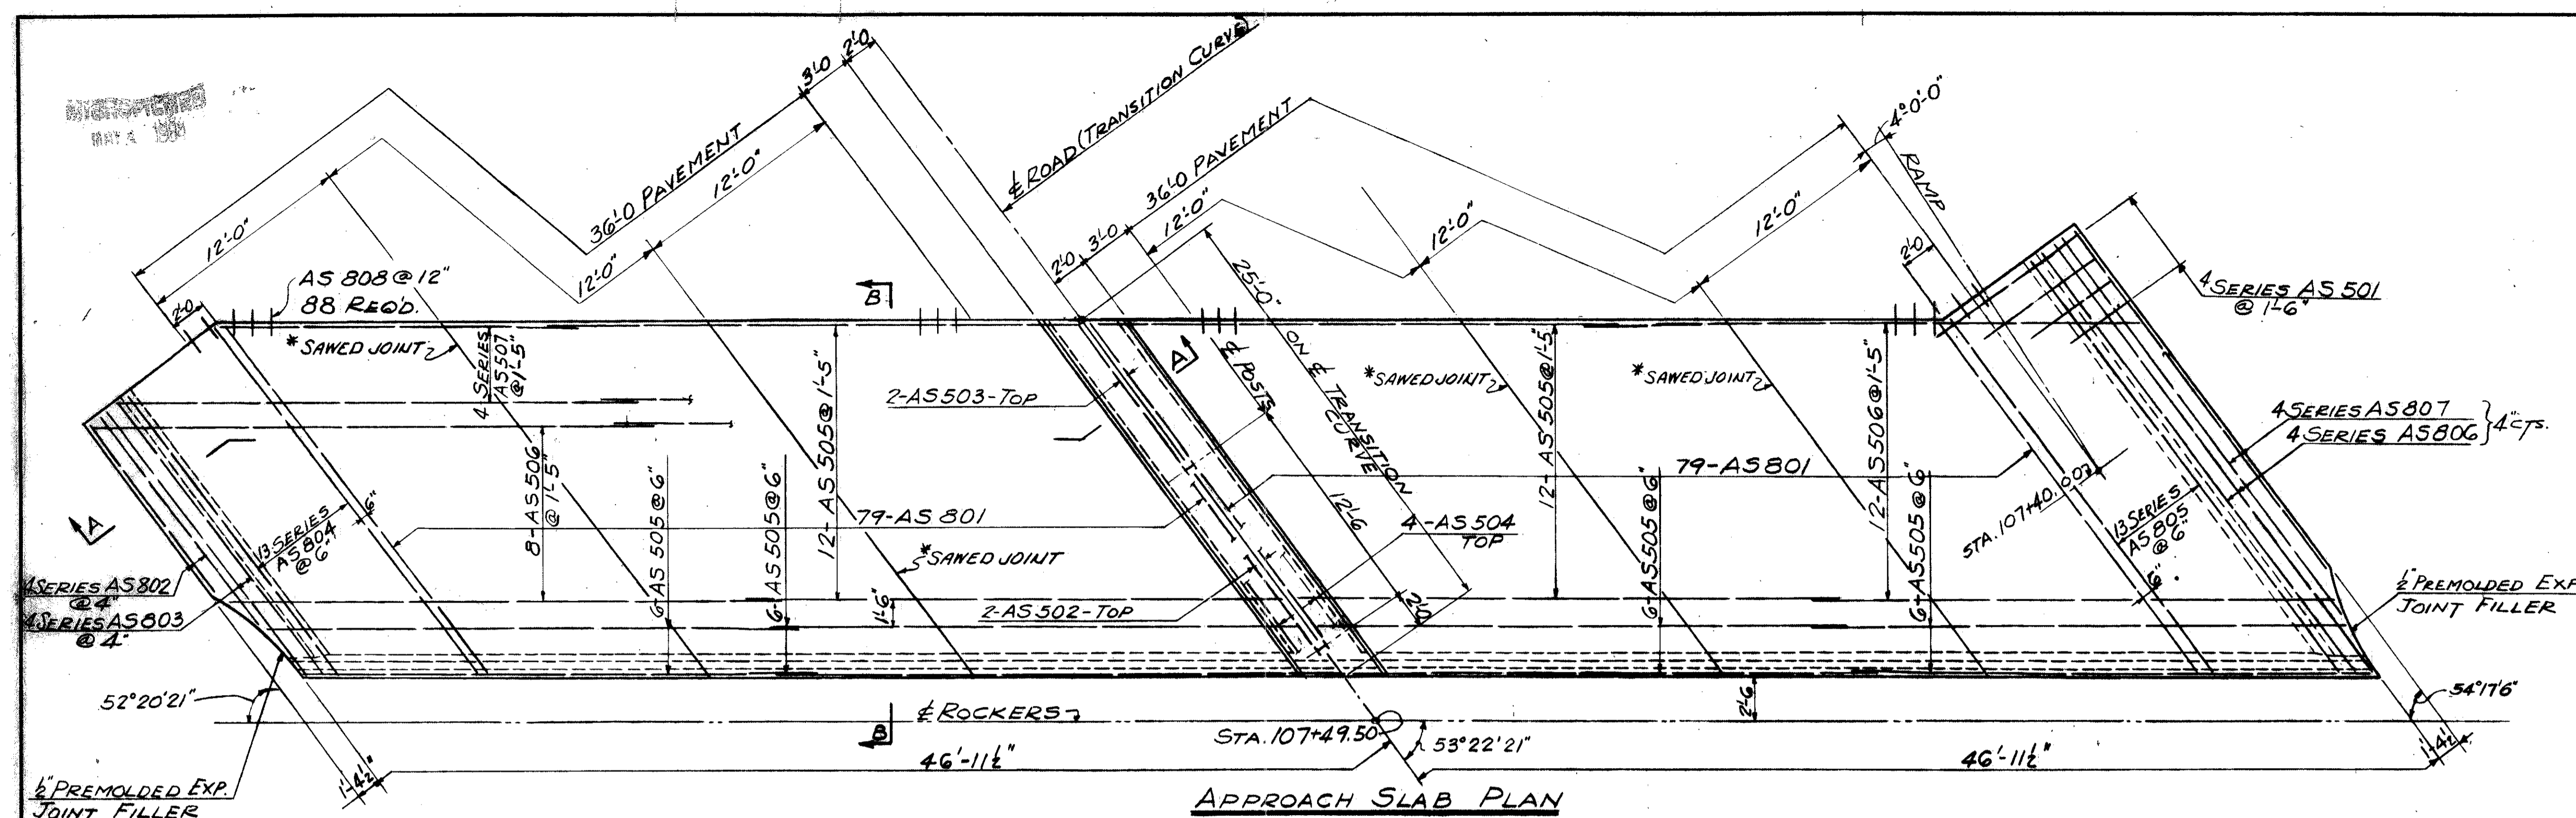 MICROFILMED
MAY 4
12'-0"
36'-0 PAVEMENT
3'-0
2'-0
12'-0"
12'-0"
2'-0
AS 808 @ 12"
88 REQ'D.
*SAWED JOINT
4 SERIES
AS 507
@1'-5"
B
℄ ROAD (TRANSITION CURVE)
36'-0 PAVEMENT
2'-0
3'-0
12'-0"
12'-0"
12'-0"
4°0'-0"
RAMP
2'-0
4 SERIES AS 501
@ 1'-6"
25'-0" ON ℄ TRANSITION CURVE
A
℄ POSTS
2-AS 503-TOP
12-AS 505@1'-5"
*SAWED JOINT
*SAWED JOINT
12-AS 505@1'-5"
12-AS 506@1'-5"
4 SERIES AS 807
4 SERIES AS 806 } 4" CTS.
A
8-AS 506
@ 1'-5"
13 SERIES
AS 804
@ 6"
6"
6-AS 505 @ 6"
6-AS 505 @ 6"
79-AS 801
*SAWED JOINT
1'-6"
2-AS 502-TOP
12'-6
4-AS 504
TOP
2'-0
79-AS 801
6-AS 505 @ 6"
6-AS 505 @ 6"
STA. 107+40.007
13 SERIES
AS 805
@ 6"
6"
4 SERIES AS 802
@ 4"
4 SERIES AS 803
@ 4"
½" PREMOLDED EXP.
JOINT FILLER
52°20'21"
℄ ROCKERS
B
STA. 107+49.50
53°22'21"
2'-6
54°17'6"
1'-4½"
46'-11½"
46'-11½"
1'-4½
½" PREMOLDED EXP.
JOINT FILLER
APPROACH SLAB PLAN